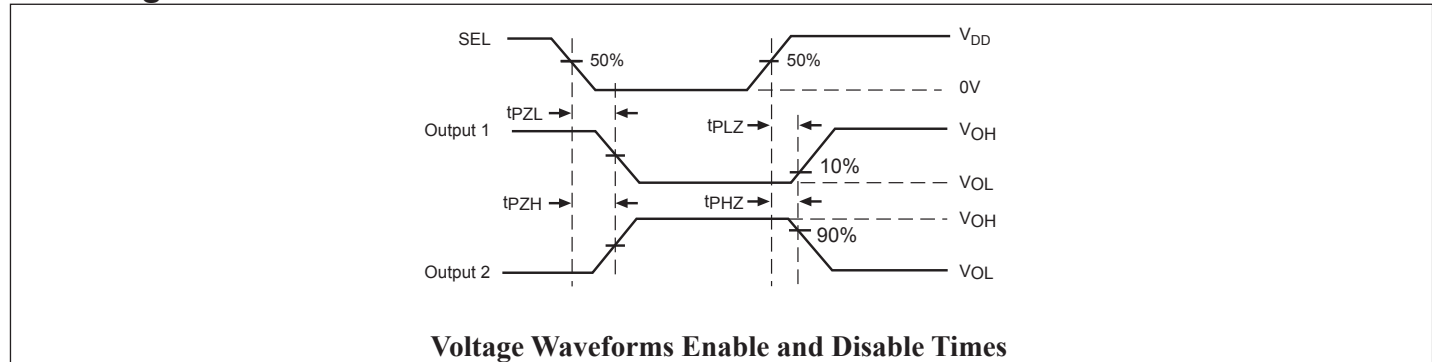 SEL
50%
50%
VDD
0V
tPZL
tPLZ
Output 1
VOH
10%
VOL
tPZH
tPHZ
VOH
90%
Output 2
VOL
Voltage Waveforms Enable and Disable Times